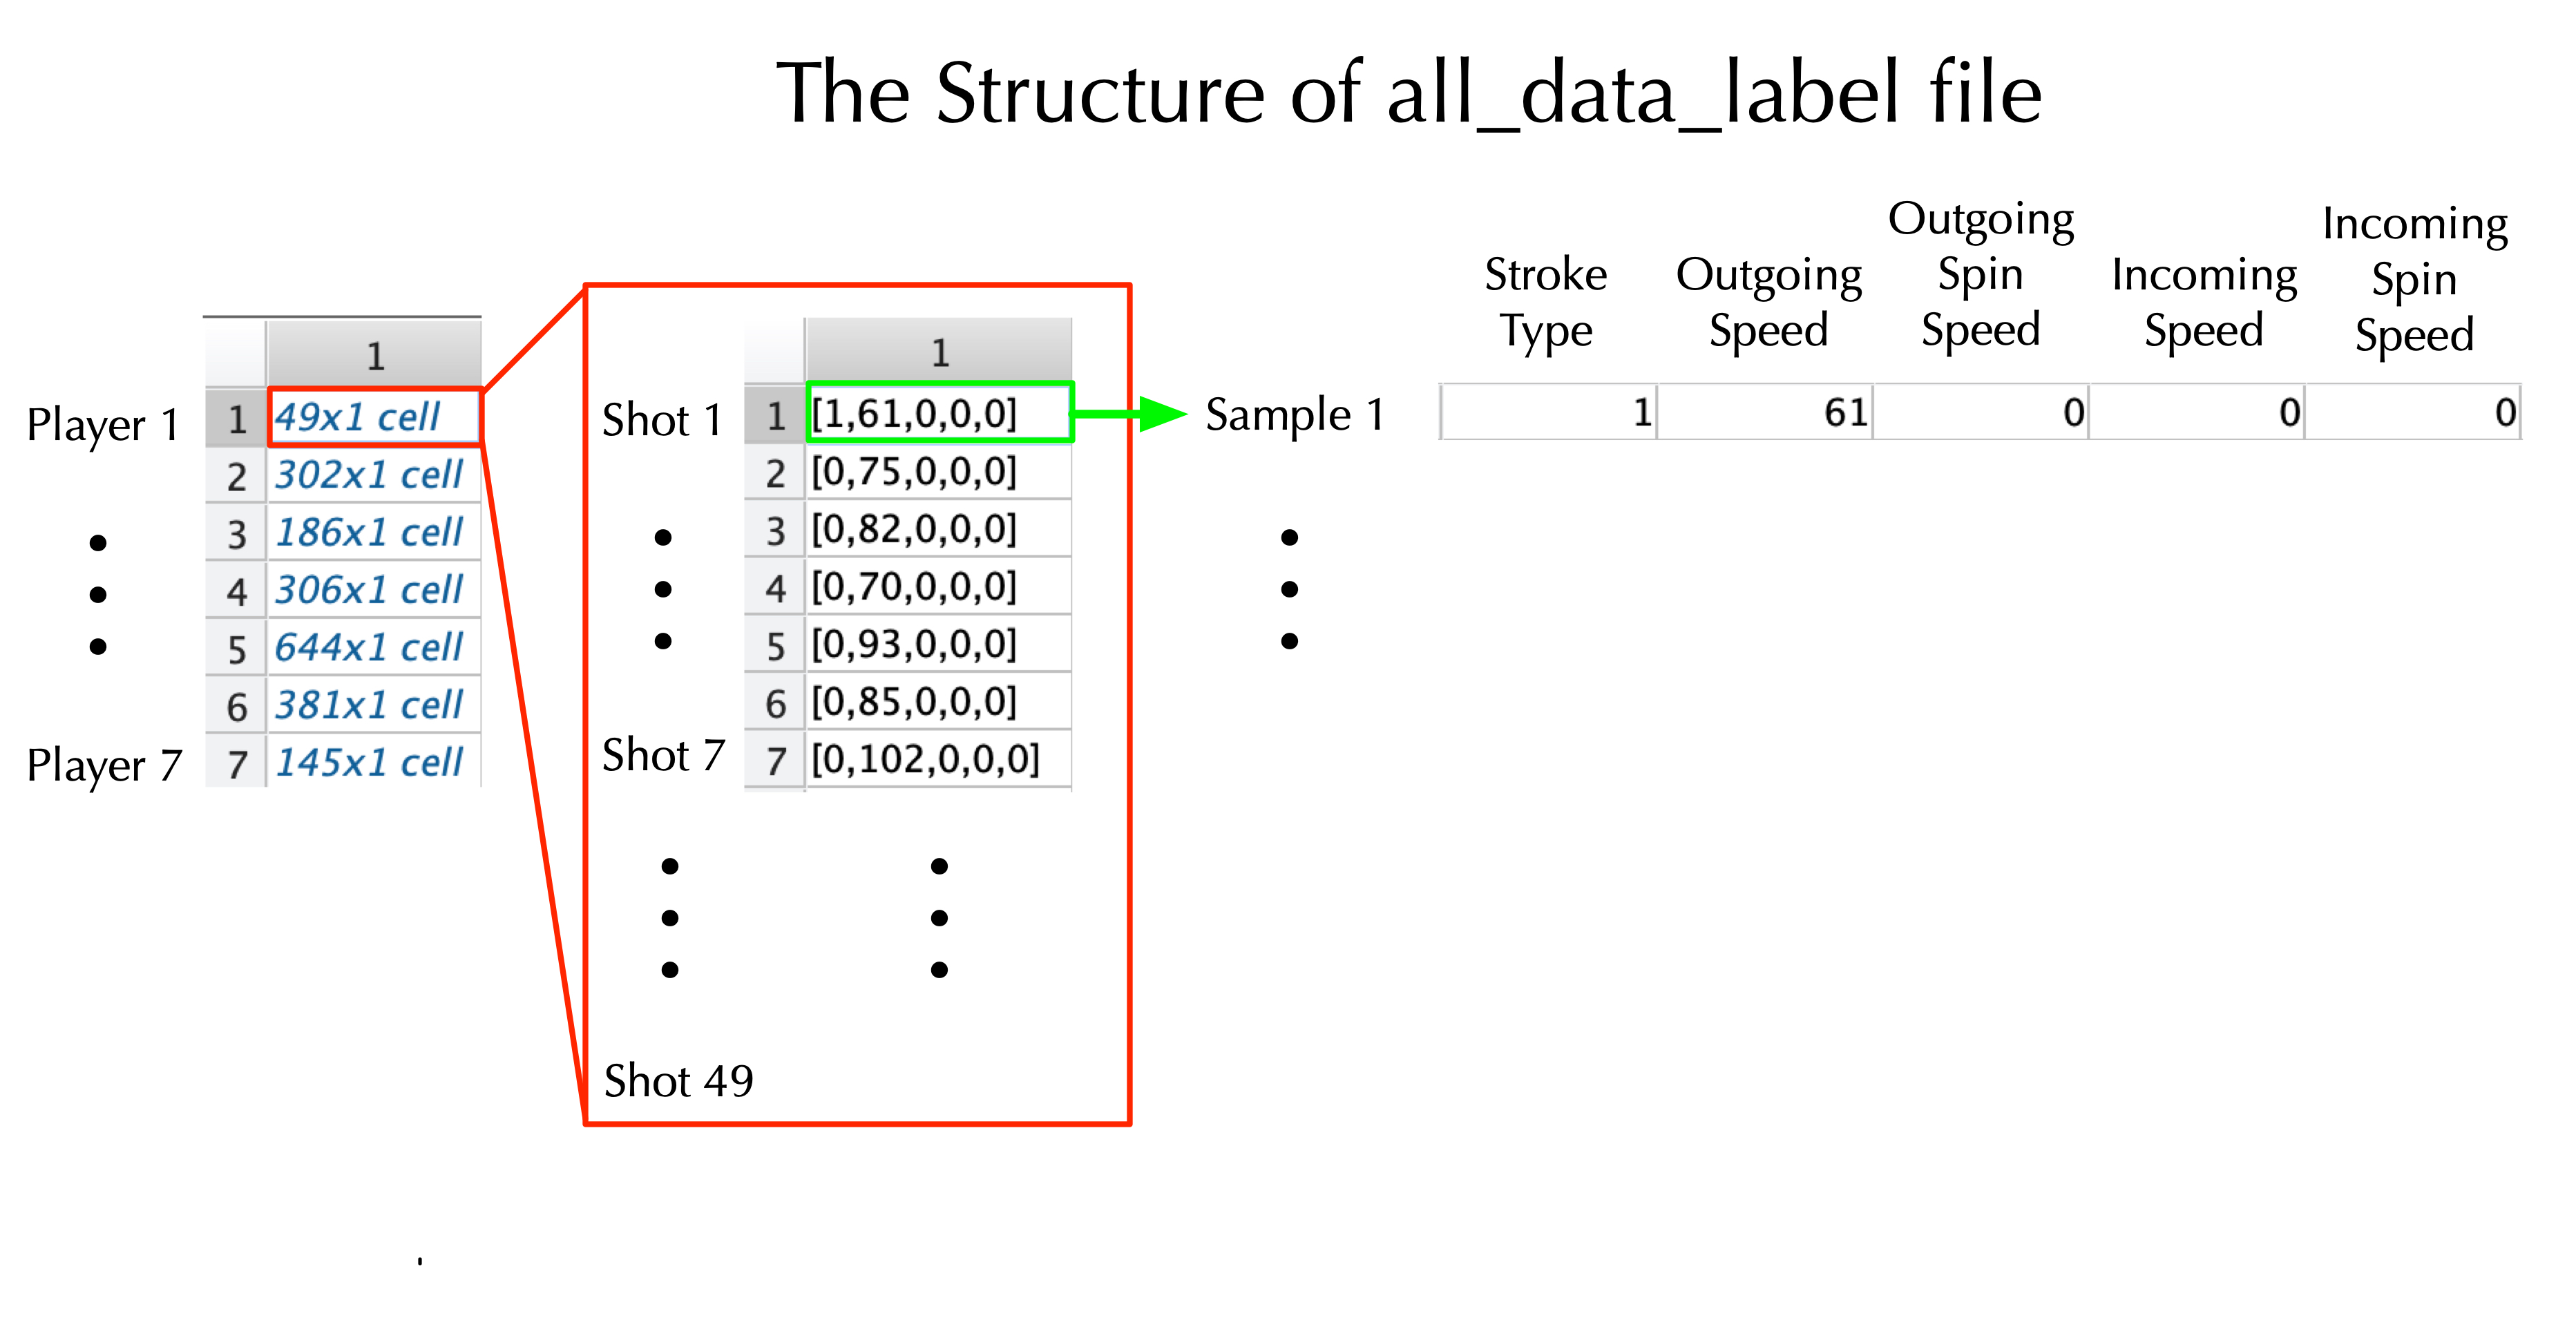 The Structure of all_data_label file
Player 1
Player 7
1
1 49x1 cell
2 302x1 cell
3 186x1 cell
4 306x1 cell
5 644x1 cell
6 381x1 cell
7 145x1 cell
Shot 1
Shot 7
Shot 49
1
1 [1,61,0,0,0]
2 [0,75,0,0,0]
3 [0,82,0,0,0]
4 [0,70,0,0,0]
5 [0,93,0,0,0]
6 [0,85,0,0,0]
7 [0,102,0,0,0]
Sample 1
Stroke
Type
Outgoing
Speed
Outgoing
Spin
Speed
Incoming
Speed
Incoming
Spin
Speed
1 61 0 0 0